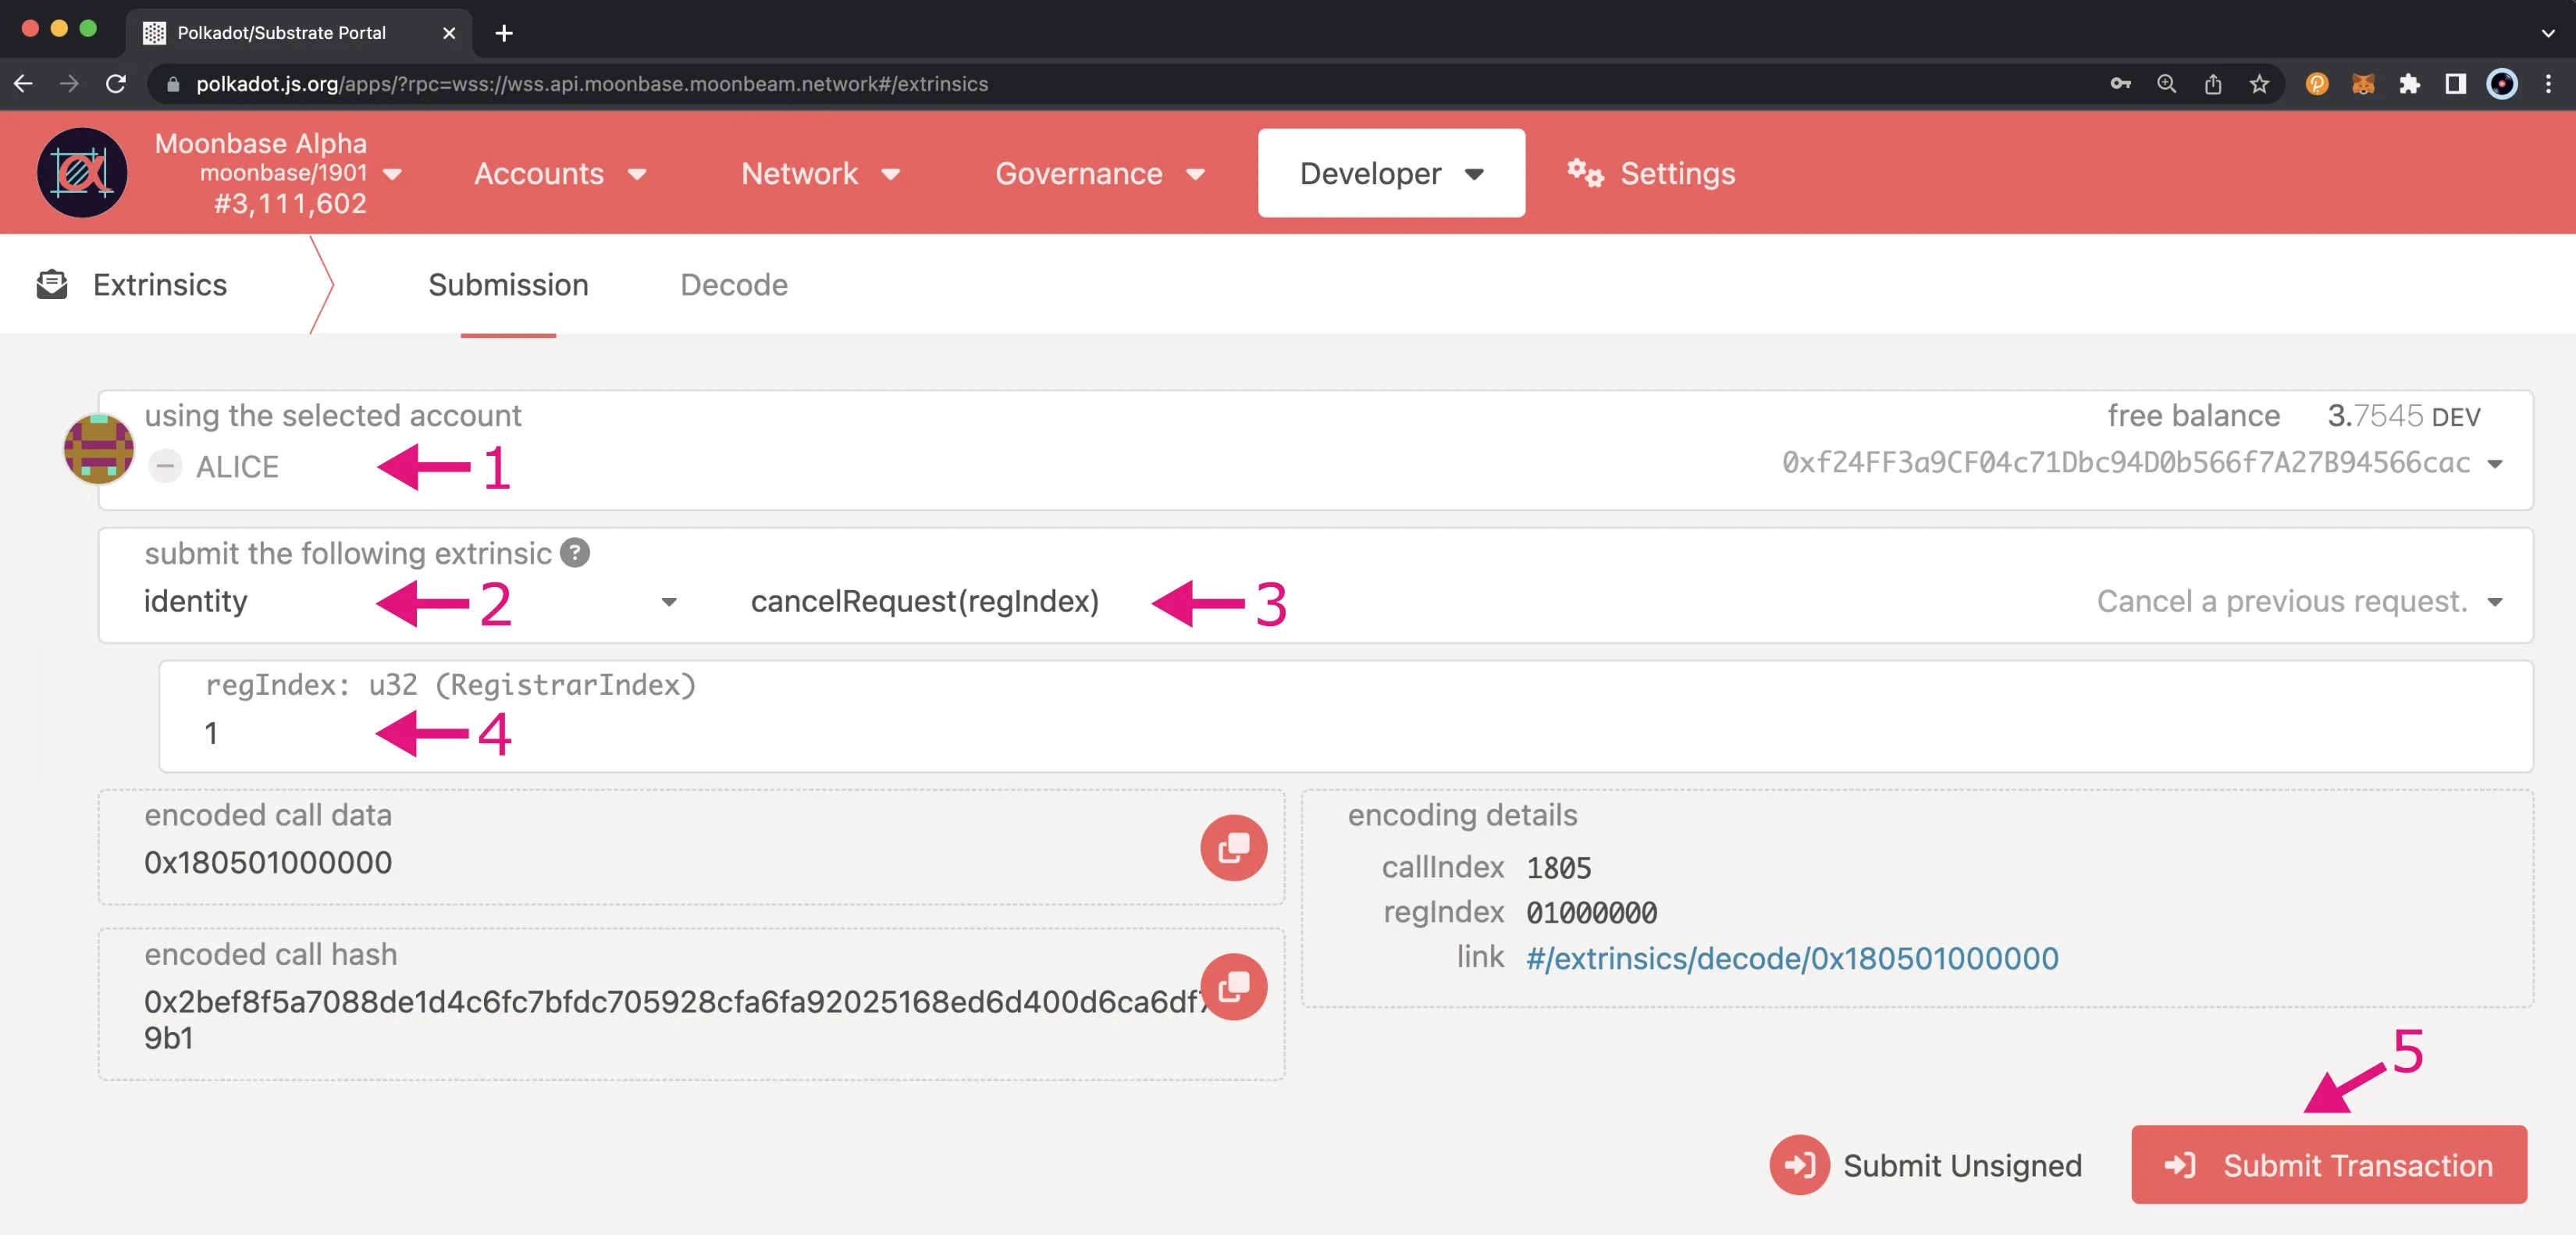 Polkadot/Substrate Portal
polkadot.js.org/apps/?rpc=wss://wss.api.moonbase.moonbeam.network#/extrinsics
Moonbase Alpha
moonbase/1901
#3,111,602
Accounts
Network
Governance
Developer
Settings
Extrinsics
Submission
Decode
using the selected account
free balance 3.7545 DEV
ALICE
1
0xf24FF3a9CF04c71Dbc94D0b566f7A27B94566cac
submit the following extrinsic ?
identity
2
cancelRequest(regIndex)
3
Cancel a previous request.
regIndex: u32 (RegistrarIndex)
1
4
encoded call data
0x180501000000
encoding details
callIndex 1805
regIndex 01000000
link #/extrinsics/decode/0x180501000000
encoded call hash
0x2bef8f5a7088de1d4c6fc7bfdc705928cfa6fa92025168ed6d400d6ca6df
9b1
5
Submit Unsigned
Submit Transaction